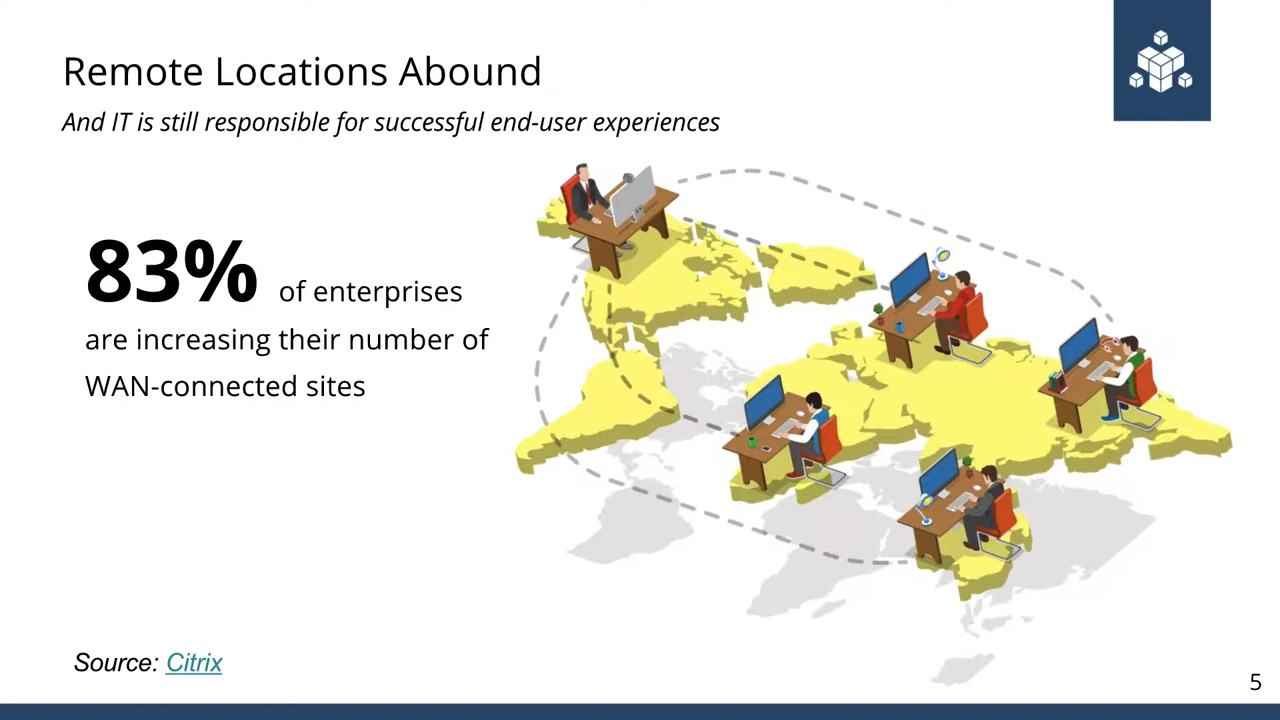 Remote Locations Abound
And IT is still responsible for successful end-user experiences
83% of enterprises
are increasing their number of
WAN-connected sites
Source: Citrix
5